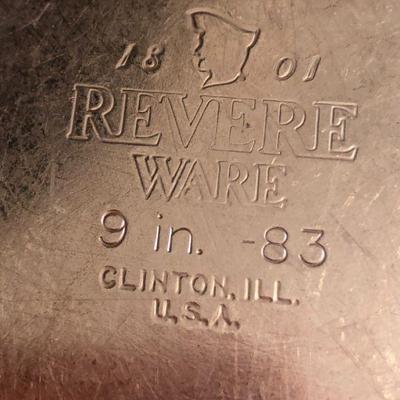 18 01
REVERE
WARE
9 in. -83
CLINTON, ILL.
U.S.A.